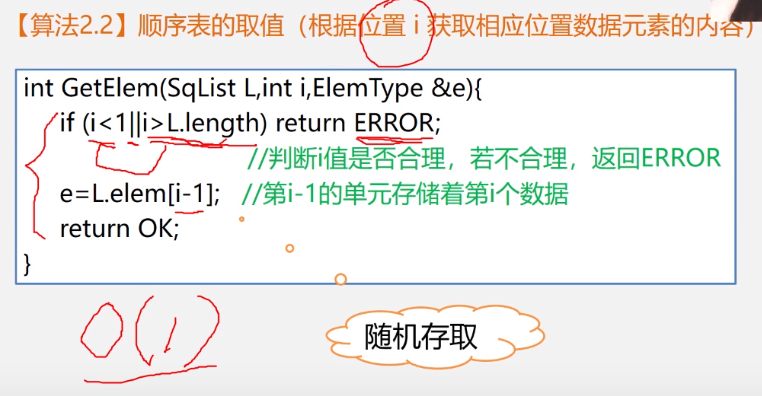 【算法2.2】顺序表的取值（根据位置 i 获取相应位置数据元素的内容）
int GetElem(SqList L,int i,ElemType &e){
if (i<1||i>L.length) return ERROR;
//判断i值是否合理，若不合理，返回ERROR
e=L.elem[i-1]; //第i-1的单元存储着第i个数据
return OK;
}
O(1)
随机存取